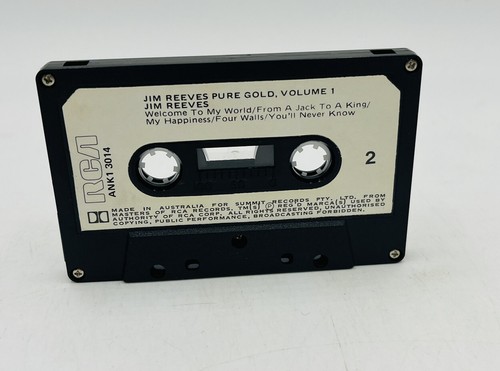 JIM REEVES PURE GOLD, VOLUME 1
JIM REEVES
Welcome To My World/From A Jack To A King/
My Happiness/Four Walls/You'll Never Know
RCA
ANK1 3014
2
MADE IN AUSTRALIA FOR SUMMIT RECORDS PTY. LTD. FROM
MASTERS OF RCA RECORDS. TM(S) ® REG'D MARCA(S) USED BY
AUTHORITY OF RCA CORP. ALL RIGHTS RESERVED, UNAUTHORISED
COPYING, PUBLIC PERFORMANCE, BROADCASTING FORBIDDEN.